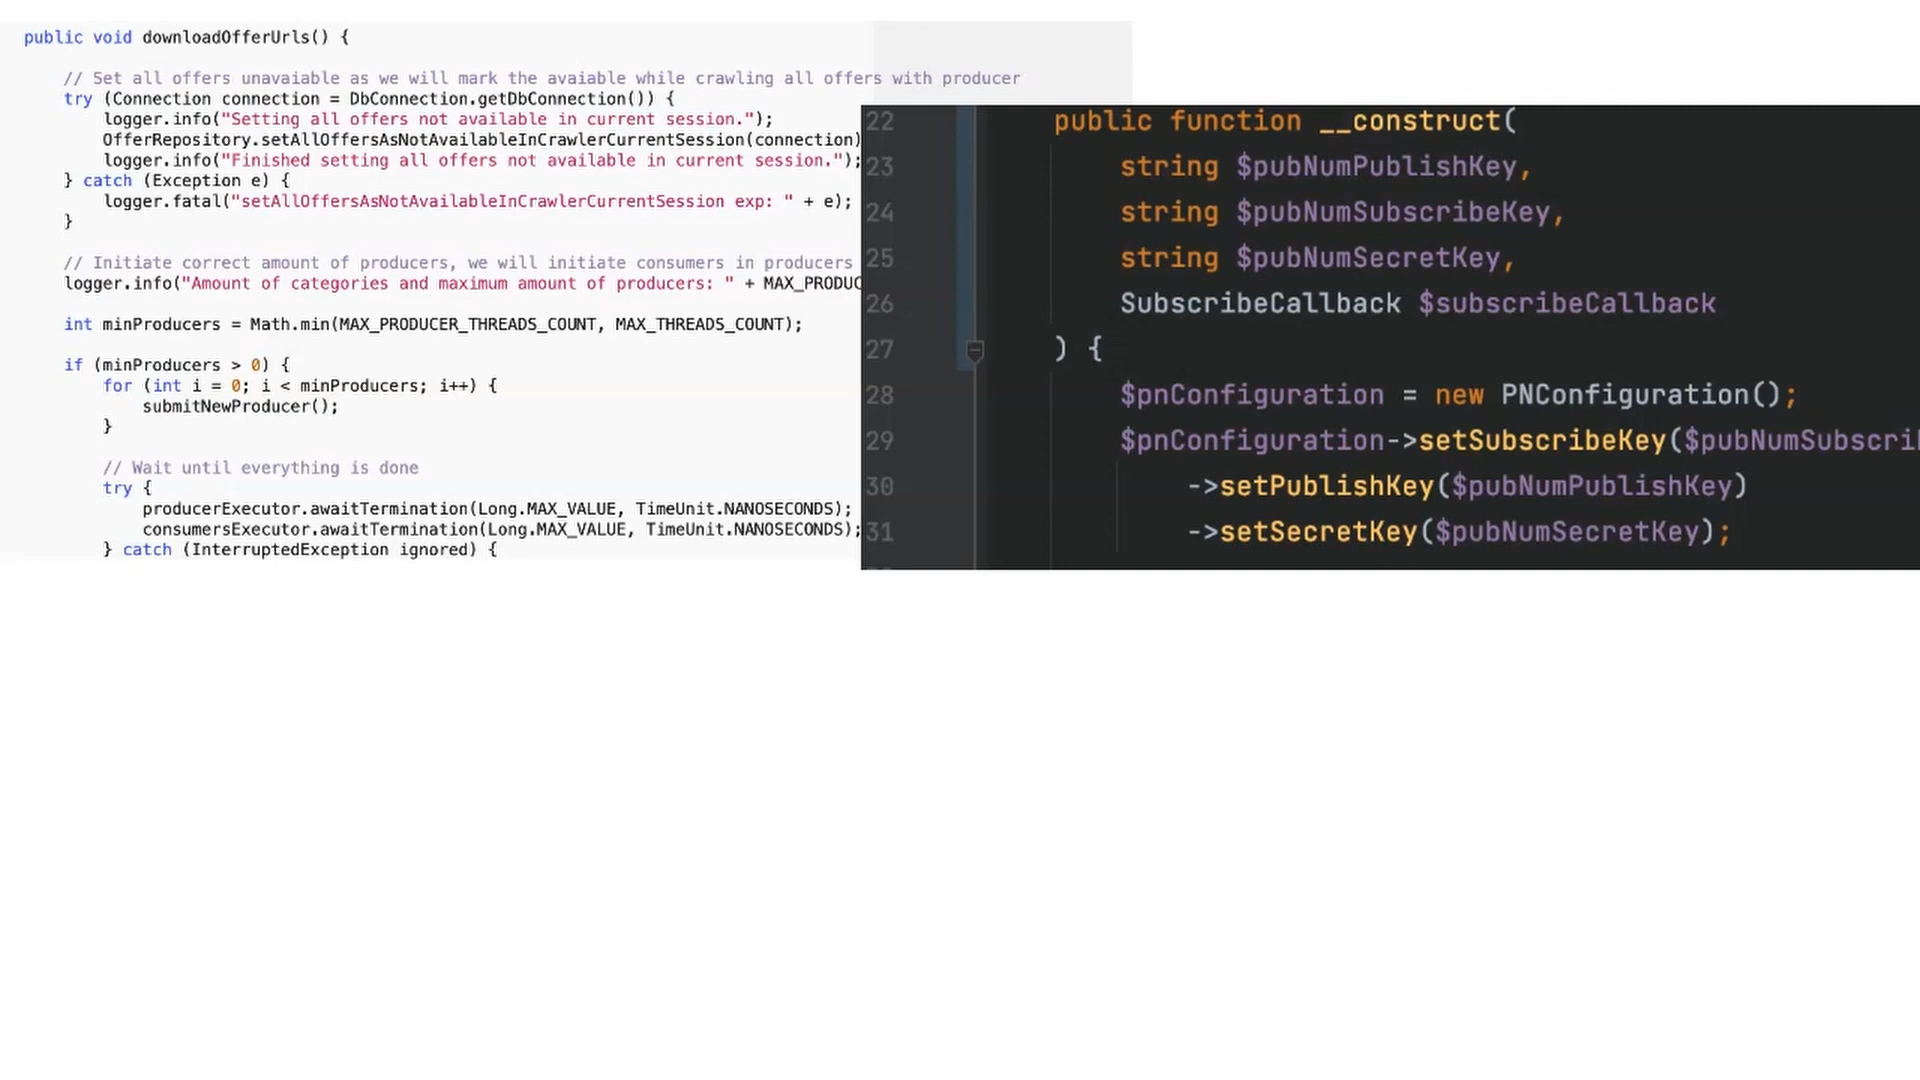 public void downloadOfferUrls() {
// Set all offers unavaiable as we will mark the avaiable while crawling all offers with producer
try (Connection connection = DbConnection.getDbConnection()) {
logger.info("Setting all offers not available in current session.");
OfferRepository.setAllOffersAsNotAvailableInCrawlerCurrentSession(connection)
logger.info("Finished setting all offers not available in current session.");
} catch (Exception e) {
logger.fatal("setAllOffersAsNotAvailableInCrawlerCurrentSession exp: " + e);
}
// Initiate correct amount of producers, we will initiate consumers in producers
logger.info("Amount of categories and maximum amount of producers: " + MAX_PRODUC
int minProducers = Math.min(MAX_PRODUCER_THREADS_COUNT, MAX_THREADS_COUNT);
if (minProducers > 0) {
for (int i = 0; i < minProducers; i++) {
submitNewProducer();
}
// Wait until everything is done
try {
producerExecutor.awaitTermination(Long.MAX_VALUE, TimeUnit.NANOSECONDS);
consumersExecutor.awaitTermination(Long.MAX_VALUE, TimeUnit.NANOSECONDS);
} catch (InterruptedException ignored) {
22 public function __construct(
23 string $pubNumPublishKey,
24 string $pubNumSubscribeKey,
25 string $pubNumSecretKey,
26 SubscribeCallback $subscribeCallback
27 ) {
28 $pnConfiguration = new PNConfiguration();
29 $pnConfiguration->setSubscribeKey($pubNumSubscri
30 ->setPublishKey($pubNumPublishKey)
31 ->setSecretKey($pubNumSecretKey);